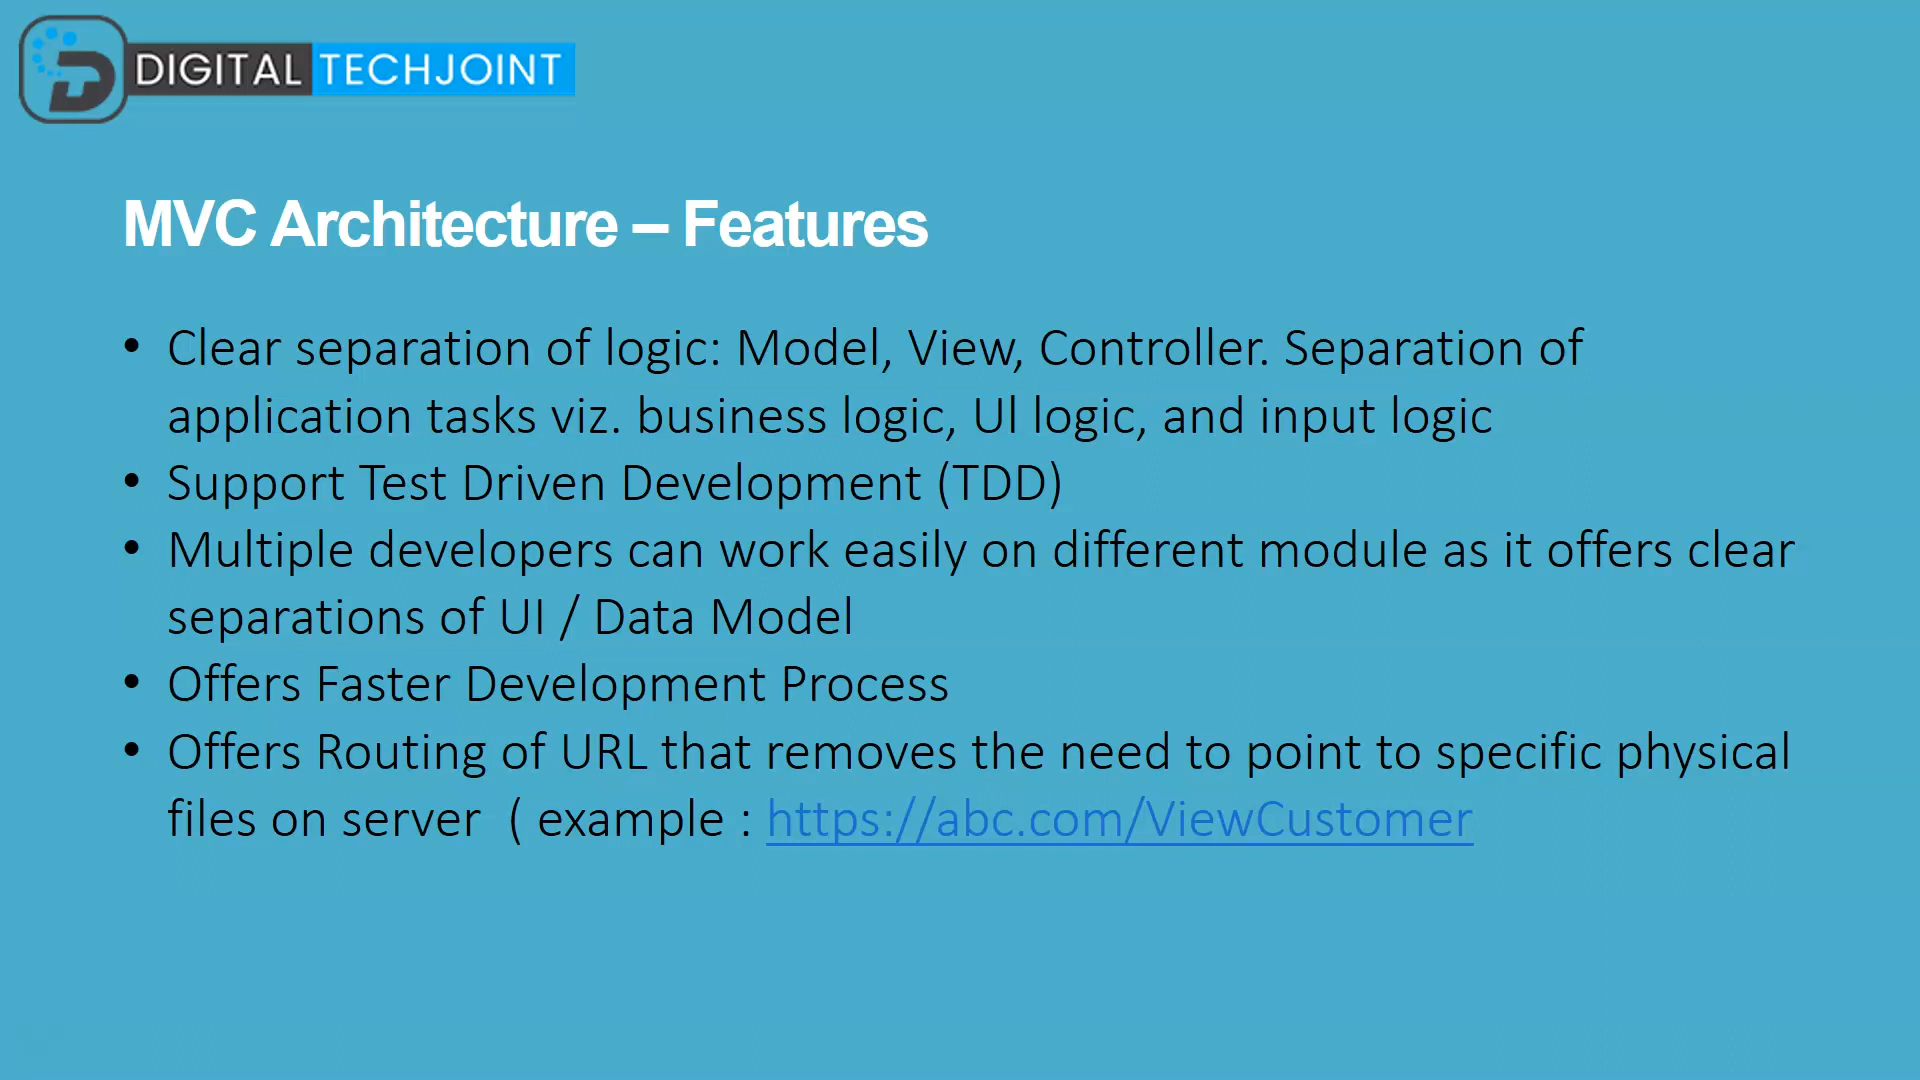 DIGITAL TECHJOINT
MVC Architecture – Features
• Clear separation of logic: Model, View, Controller. Separation of
application tasks viz. business logic, Ul logic, and input logic
• Support Test Driven Development (TDD)
• Multiple developers can work easily on different module as it offers clear
separations of UI / Data Model
• Offers Faster Development Process
• Offers Routing of URL that removes the need to point to specific physical
files on server ( example : https://abc.com/ViewCustomer